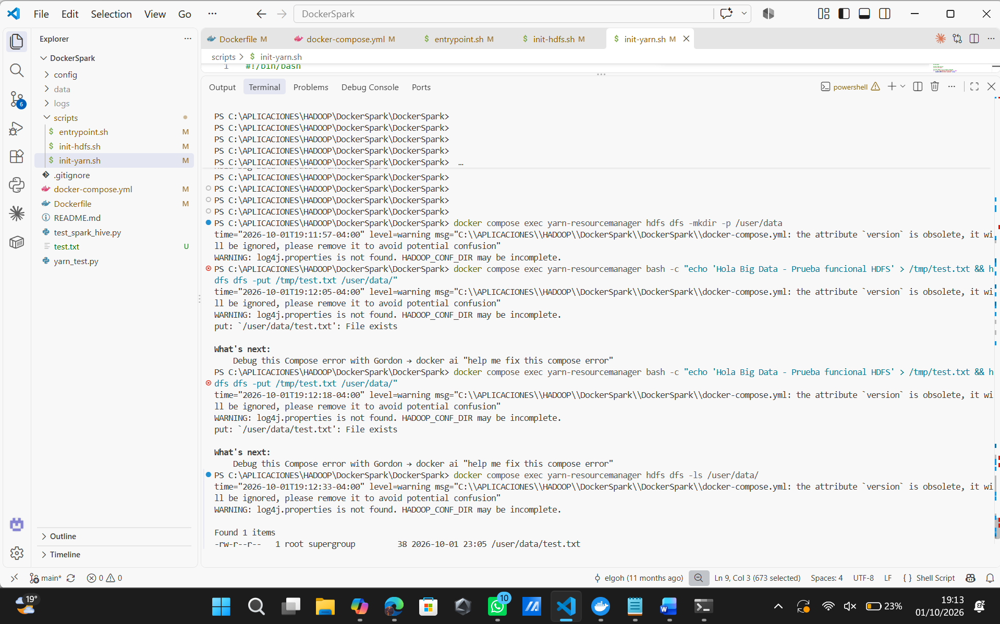 File Edit Selection View Go ···
DockerSpark
Explorer ···
DockerSpark
config
data
logs
scripts
entrypoint.sh M
init-hdfs.sh M
init-yarn.sh M
.gitignore
docker-compose.yml M
Dockerfile M
README.md
test_spark_hive.py
test.txt U
yarn_test.py
6
Outline
Timeline
Dockerfile M docker-compose.yml M $ entrypoint.sh M $ init-hdfs.sh M $ init-yarn.sh M
scripts > $ init-yarn.sh
1 #!/bin/bash
Output Terminal Problems Debug Console Ports
powershell
PS C:\APLICACIONES\HADOOP\DockerSpark\DockerSpark>
PS C:\APLICACIONES\HADOOP\DockerSpark\DockerSpark>
PS C:\APLICACIONES\HADOOP\DockerSpark\DockerSpark>
PS C:\APLICACIONES\HADOOP\DockerSpark\DockerSpark>
PS C:\APLICACIONES\HADOOP\DockerSpark\DockerSpark> …
PS C:\APLICACIONES\HADOOP\DockerSpark\DockerSpark>
PS C:\APLICACIONES\HADOOP\DockerSpark\DockerSpark>
PS C:\APLICACIONES\HADOOP\DockerSpark\DockerSpark>
PS C:\APLICACIONES\HADOOP\DockerSpark\DockerSpark>
PS C:\APLICACIONES\HADOOP\DockerSpark\DockerSpark> docker compose exec yarn-resourcemanager hdfs dfs -mkdir -p /user/data
time="2026-10-01T19:11:57-04:00" level=warning msg="C:\\APLICACIONES\\HADOOP\\DockerSpark\\DockerSpark\\docker-compose.yml: the attribute `version` is obsolete, it wi
ll be ignored, please remove it to avoid potential confusion"
WARNING: log4j.properties is not found. HADOOP_CONF_DIR may be incomplete.
PS C:\APLICACIONES\HADOOP\DockerSpark\DockerSpark> docker compose exec yarn-resourcemanager bash -c "echo 'Hola Big Data - Prueba funcional HDFS' > /tmp/test.txt && h
dfs dfs -put /tmp/test.txt /user/data/"
time="2026-10-01T19:12:05-04:00" level=warning msg="C:\\APLICACIONES\\HADOOP\\DockerSpark\\DockerSpark\\docker-compose.yml: the attribute `version` is obsolete, it wi
ll be ignored, please remove it to avoid potential confusion"
WARNING: log4j.properties is not found. HADOOP_CONF_DIR may be incomplete.
put: `/user/data/test.txt': File exists
What's next:
Debug this Compose error with Gordon → docker ai "help me fix this compose error"
PS C:\APLICACIONES\HADOOP\DockerSpark\DockerSpark> docker compose exec yarn-resourcemanager bash -c "echo 'Hola Big Data - Prueba funcional HDFS' > /tmp/test.txt && h
dfs dfs -put /tmp/test.txt /user/data/"
time="2026-10-01T19:12:18-04:00" level=warning msg="C:\\APLICACIONES\\HADOOP\\DockerSpark\\DockerSpark\\docker-compose.yml: the attribute `version` is obsolete, it wi
ll be ignored, please remove it to avoid potential confusion"
WARNING: log4j.properties is not found. HADOOP_CONF_DIR may be incomplete.
put: `/user/data/test.txt': File exists
What's next:
Debug this Compose error with Gordon → docker ai "help me fix this compose error"
PS C:\APLICACIONES\HADOOP\DockerSpark\DockerSpark> docker compose exec yarn-resourcemanager hdfs dfs -ls /user/data/
time="2026-10-01T19:12:33-04:00" level=warning msg="C:\\APLICACIONES\\HADOOP\\DockerSpark\\DockerSpark\\docker-compose.yml: the attribute `version` is obsolete, it wi
ll be ignored, please remove it to avoid potential confusion"
WARNING: log4j.properties is not found. HADOOP_CONF_DIR may be incomplete.
Found 1 items
-rw-r--r-- 1 root supergroup 38 2026-10-01 23:05 /user/data/test.txt
main* 0 0 elgoh (11 months ago) Ln 9, Col 3 (673 selected) Spaces: 4 UTF-8 LF {} Shell Script
19° 10 23% 19:13
01/10/2026